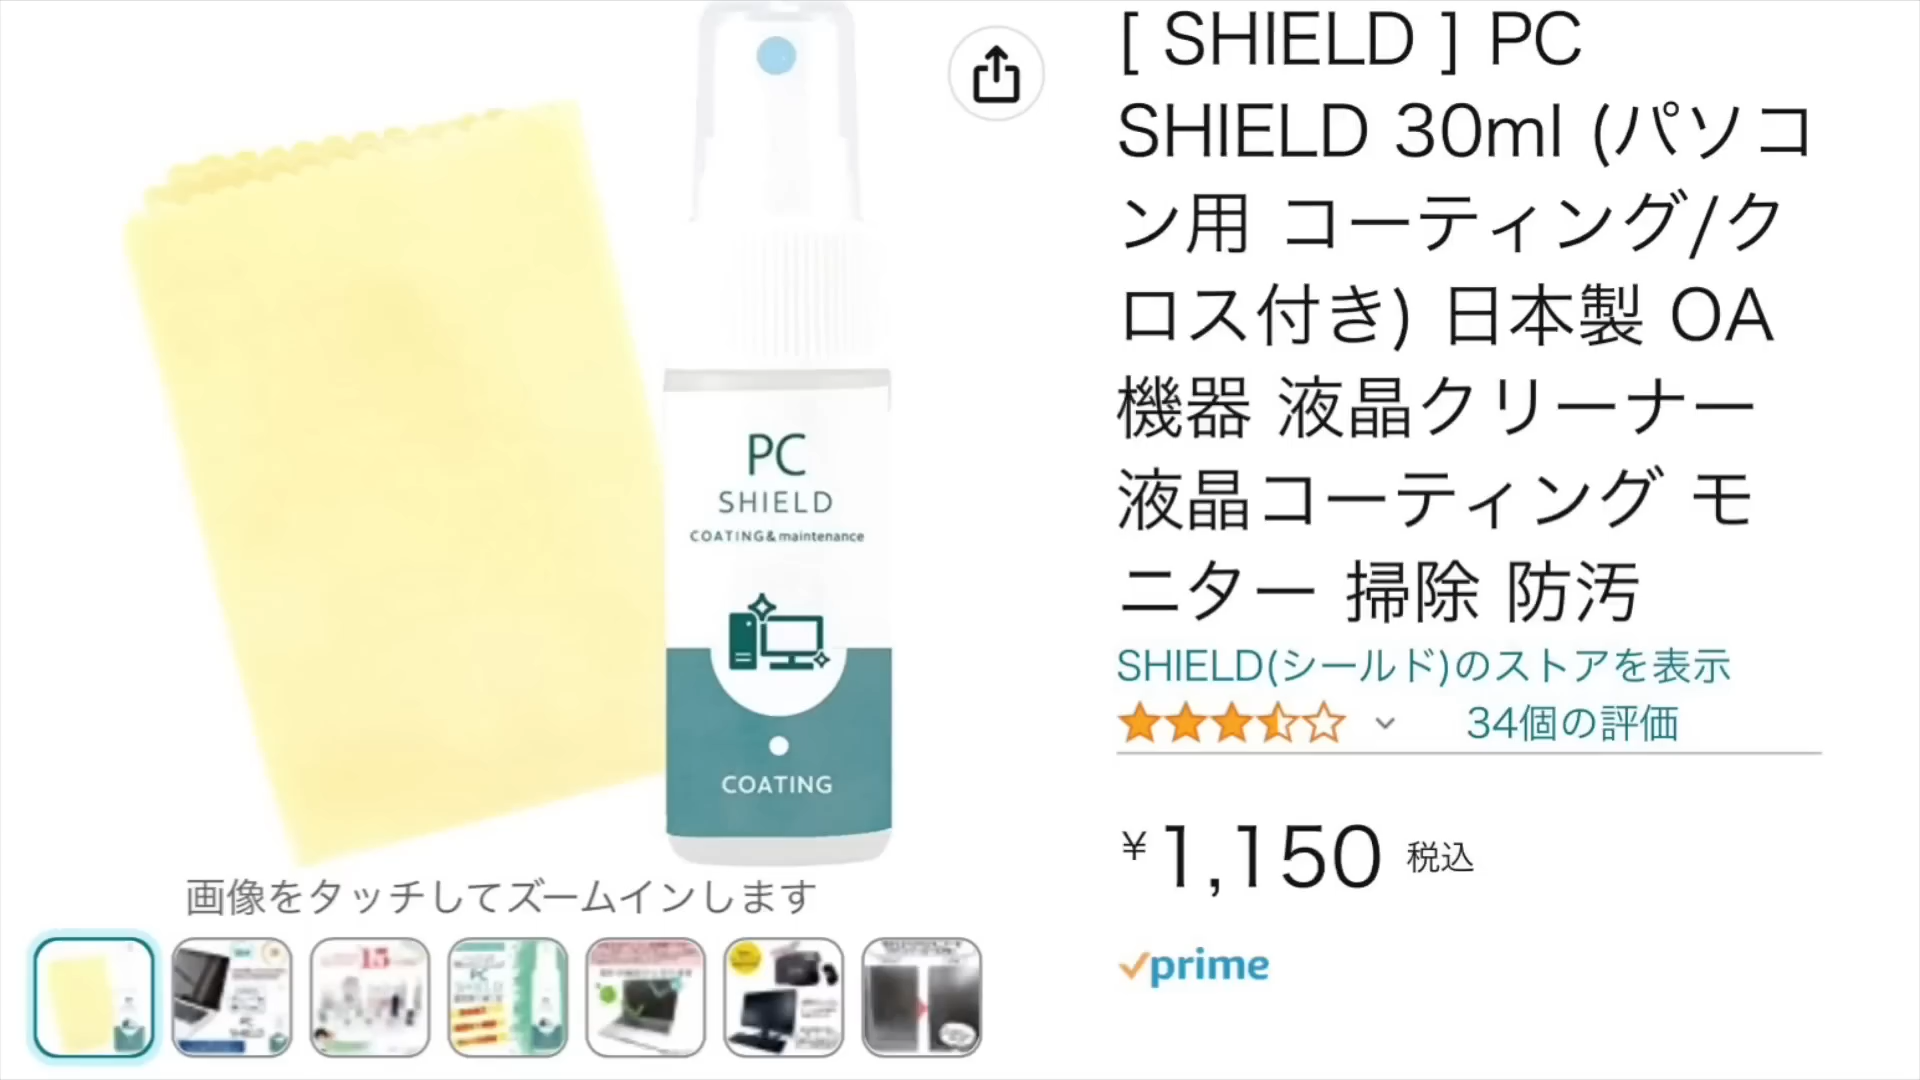 [ SHIELD ] PC
SHIELD 30ml (パソコ
ン用 コーティング/ク
ロス付き) 日本製 OA
機器 液晶クリーナー
液晶コーティング モ
ニター 掃除 防汚
SHIELD(シールド)のストアを表示
34個の評価
¥1,150 税込
prime
PC
SHIELD
COATING&maintenance
COATING
画像をタッチしてズームインします
15
PC
SHIELD